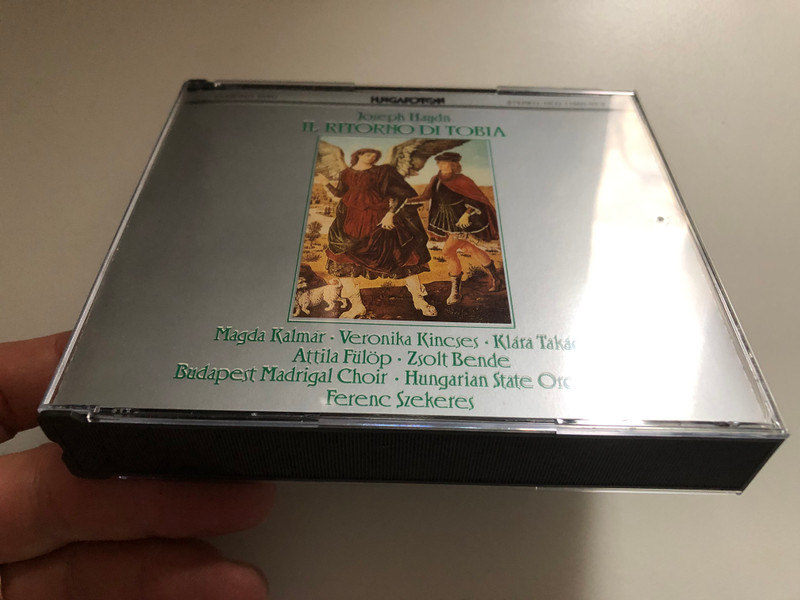 HUNGAROTON
Joseph Haydn
IL RITORNO DI TOBIA
Magda Kalmár · Veronika Kincses · Klára Taká
Attila Fülöp · Zsolt Bende
Budapest Madrigal Choir · Hungarian State Orc
Ferenc Szekeres